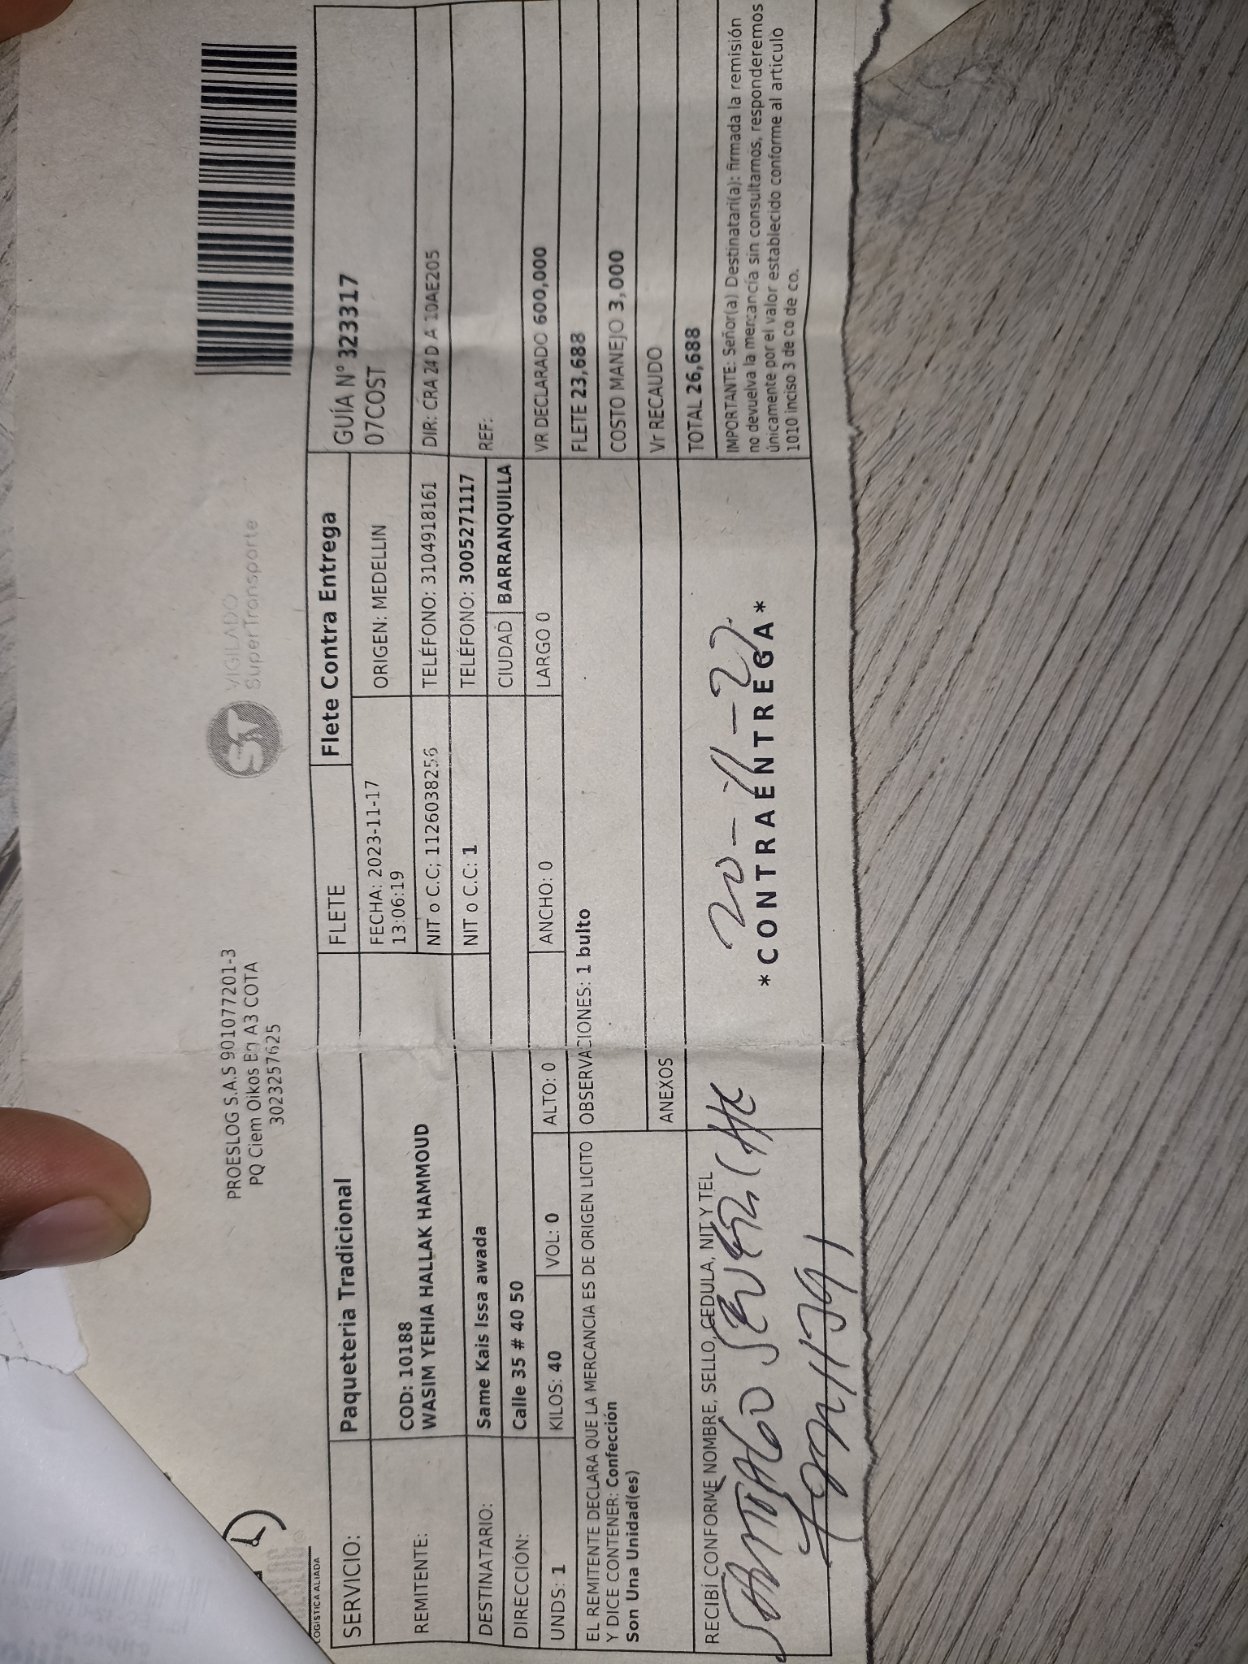 LOGISTICA ALIADA
PROESLOG S.A.S 901077201-3
PQ Ciem Oikos Bg A3 COTA
3023257625
VIGILADO
SuperTransporte
SERVICIO: Paqueteria Tradicional FLETE Flete Contra Entrega GUÍA N° 323317
07COST
REMITENTE: COD: 10188
WASIM YEHIA HALLAK HAMMOUD
FECHA: 2023-11-17
13:06:19
ORIGEN: MEDELLIN
NIT o C.C: 1126038256 TELÉFONO: 3104918161 DIR: CRA 24 D A 10AE205
DESTINATARIO: Same Kais Issa awada NIT o C.C: 1 TELÉFONO: 3005271117
DIRECCIÓN: Calle 35 # 40 50 CIUDAD BARRANQUILLA REF:
UNDS: 1 KILOS: 40 VOL: 0 ALTO: 0 ANCHO: 0 LARGO 0 VR DECLARADO 600,000
EL REMITENTE DECLARA QUE LA MERCANCIA ES DE ORIGEN LICITO
Y DICE CONTENER: Confección
Son Una Unidad(es)
OBSERVACIONES: 1 bulto
FLETE 23,688
COSTO MANEJO 3,000
ANEXOS
Vr RECAUDO
TOTAL 26,688
RECIBÍ CONFORME NOMBRE, SELLO, CEDULA, NIT Y TEL
20-11-23
*CONTRAENTREGA*
IMPORTANTE: Señor(a) Destinatari(a): firmada la remisión
no devuelva la mercancía sin consultarnos, responderemos
únicamente por el valor establecido conforme al articulo
1010 inciso 3 de co de co.